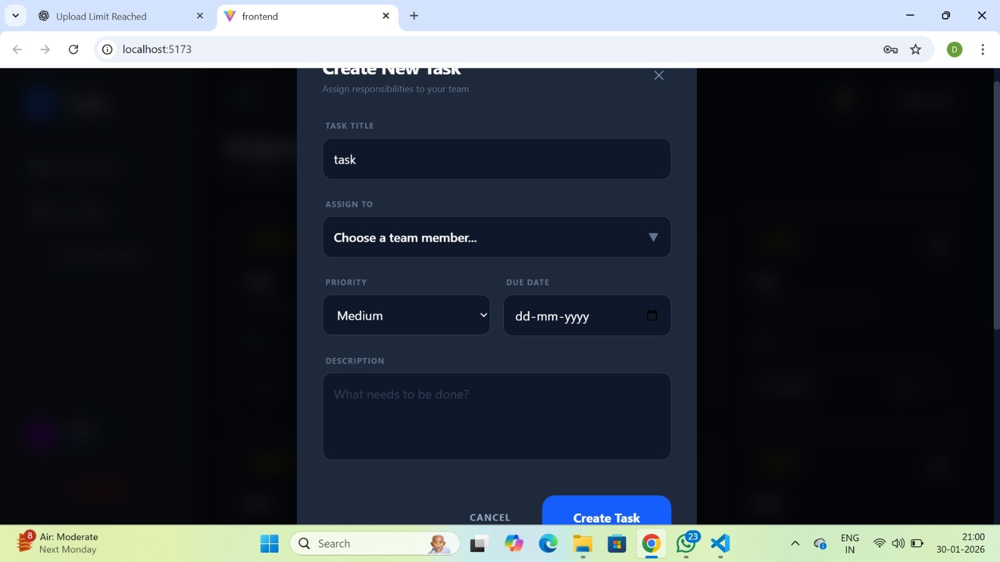 Upload Limit Reached
frontend
localhost:5173
D
Create New Task
Assign responsibilities to your team
TASK TITLE
task
ASSIGN TO
Choose a team member...
PRIORITY
DUE DATE
Medium
dd-mm-yyyy
DESCRIPTION
What needs to be done?
CANCEL
Create Task
8
Air: Moderate
Next Monday
Search
23
ENG
IN
21:00
30-01-2026